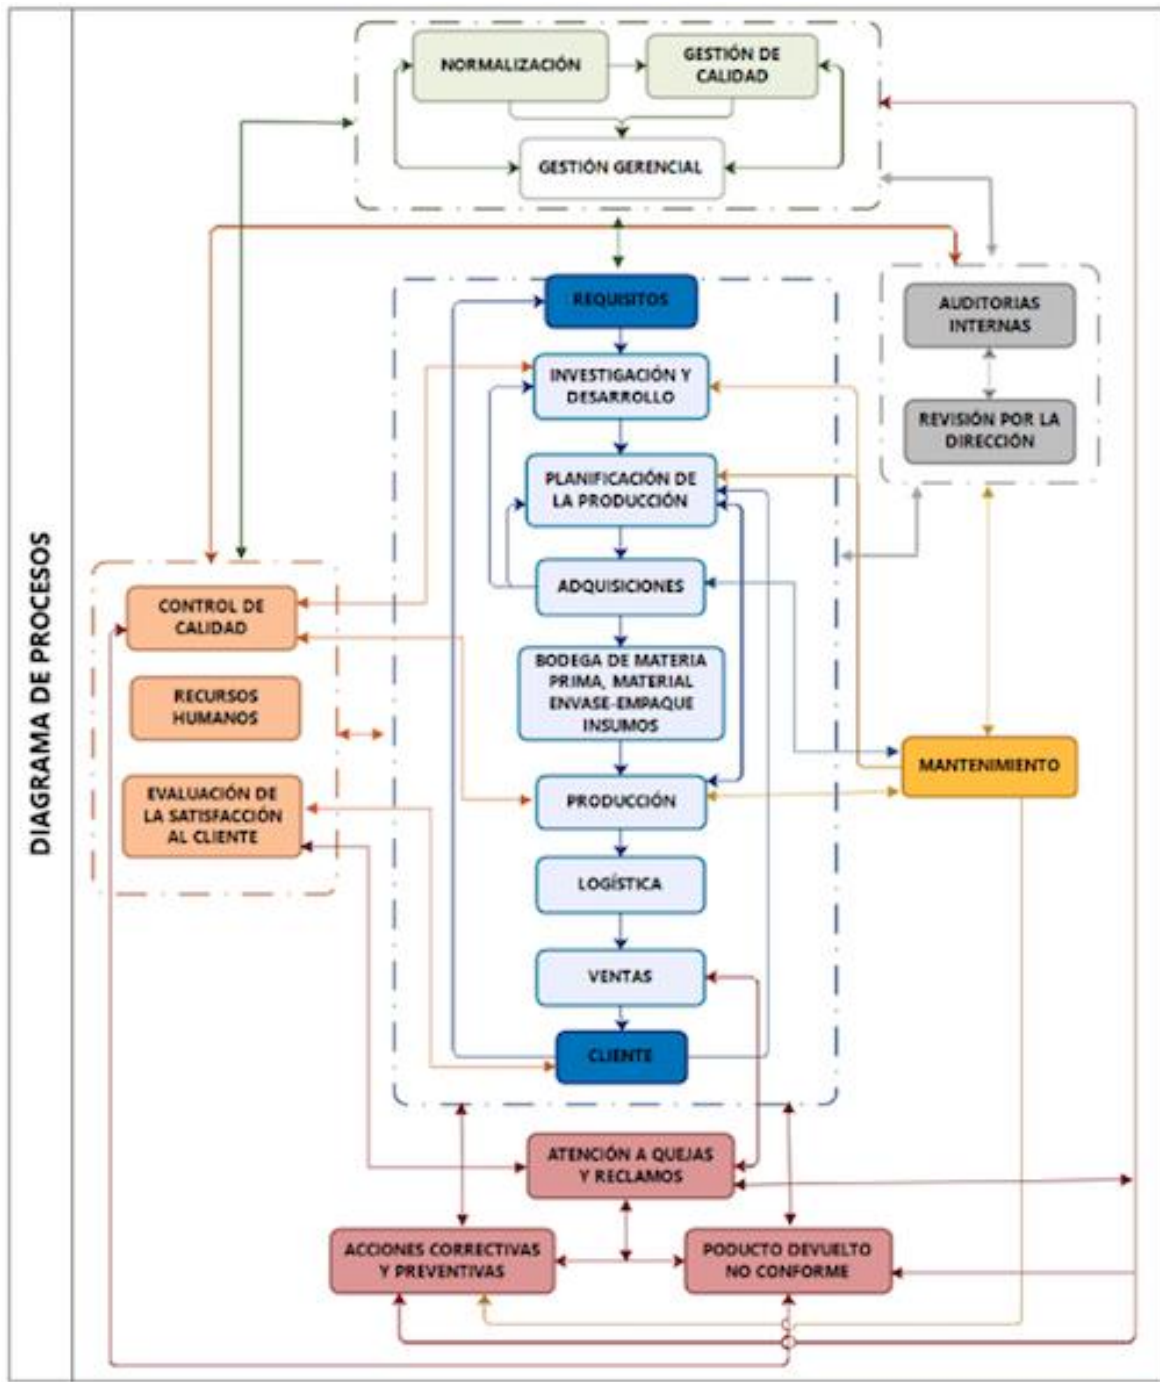 DIAGRAMA DE PROCESOS
NORMALIZACIÓN
GESTIÓN DE
CALIDAD
GESTIÓN GERENCIAL
REQUISITOS
AUDITORIAS
INTERNAS
INVESTIGACIÓN Y
DESARROLLO
REVISIÓN POR LA
DIRECCIÓN
PLANIFICACIÓN DE
LA PRODUCCIÓN
ADQUISICIONES
CONTROL DE
CALIDAD
BODEGA DE MATERIA
PRIMA, MATERIAL
ENVASE-EMPAQUE
INSUMOS
RECURSOS
HUMANOS
MANTENIMIENTO
EVALUACIÓN DE
LA SATISFACCIÓN
AL CLIENTE
PRODUCCIÓN
LOGÍSTICA
VENTAS
CLIENTE
ATENCIÓN A QUEJAS
Y RECLAMOS
ACCIONES CORRECTIVAS
Y PREVENTIVAS
PODUCTO DEVUELTO
NO CONFORME